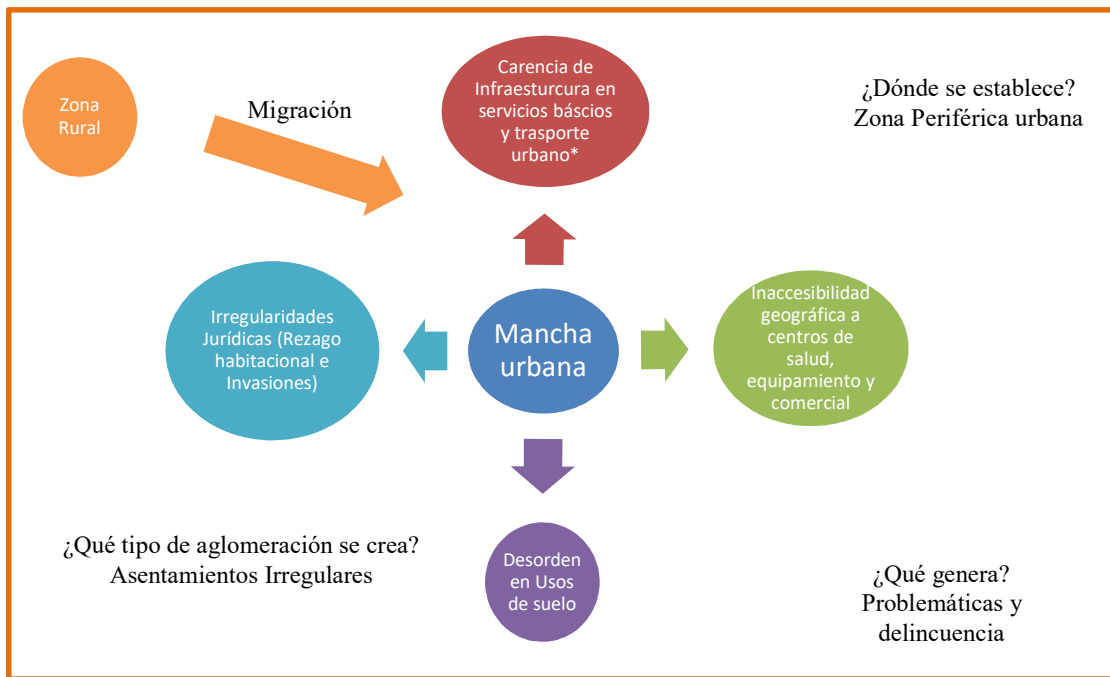 Zona
Rural
Migración
Carencia de
Infraesturcura en
servicios báscios
y trasporte
urbano*
¿Dónde se establece?
Zona Periférica urbana
Irregularidades
Jurídicas (Rezago
habitacional e
Invasiones)
Mancha
urbana
Inaccesibilidad
geográfica a
centros de
salud,
equipamiento y
comercial
¿Qué tipo de aglomeración se crea?
Asentamientos Irregulares
Desorden
en Usos
de suelo
¿Qué genera?
Problemáticas y
delincuencia